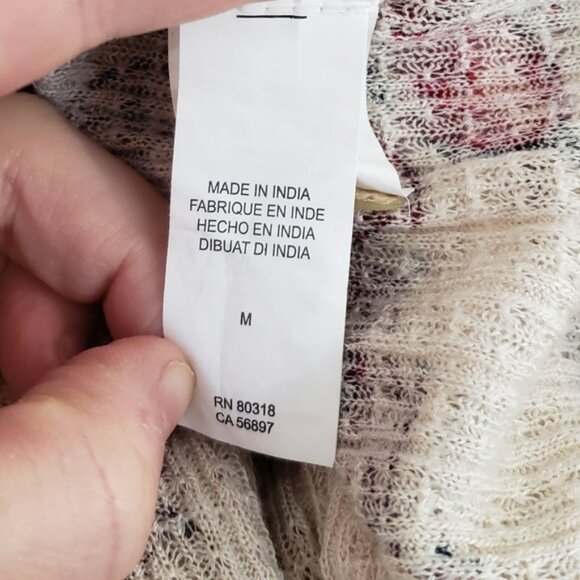 MADE IN INDIA
FABRIQUE EN INDE
HECHO EN INDIA
DIBUAT DI INDIA
M
RN 80318
CA 56897